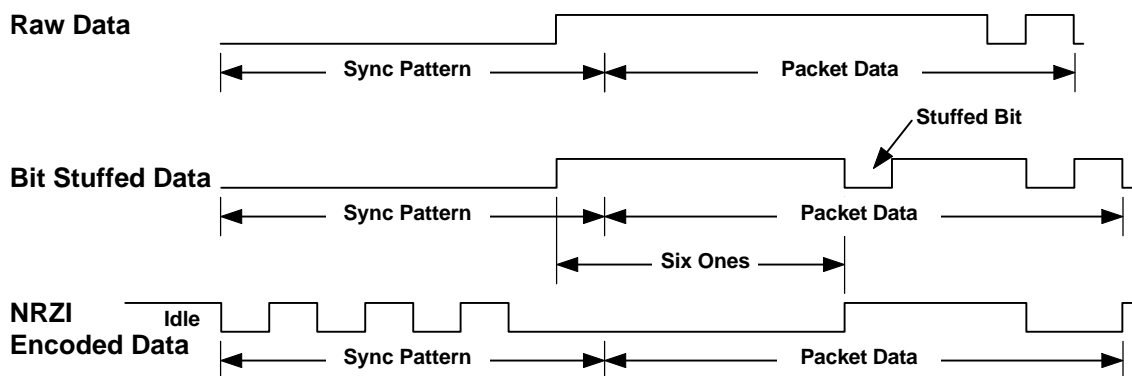 Raw Data
Sync Pattern
Packet Data
Stuffed Bit
Bit Stuffed Data
Sync Pattern
Packet Data
Six Ones
NRZI
Idle
Encoded Data
Sync Pattern
Packet Data